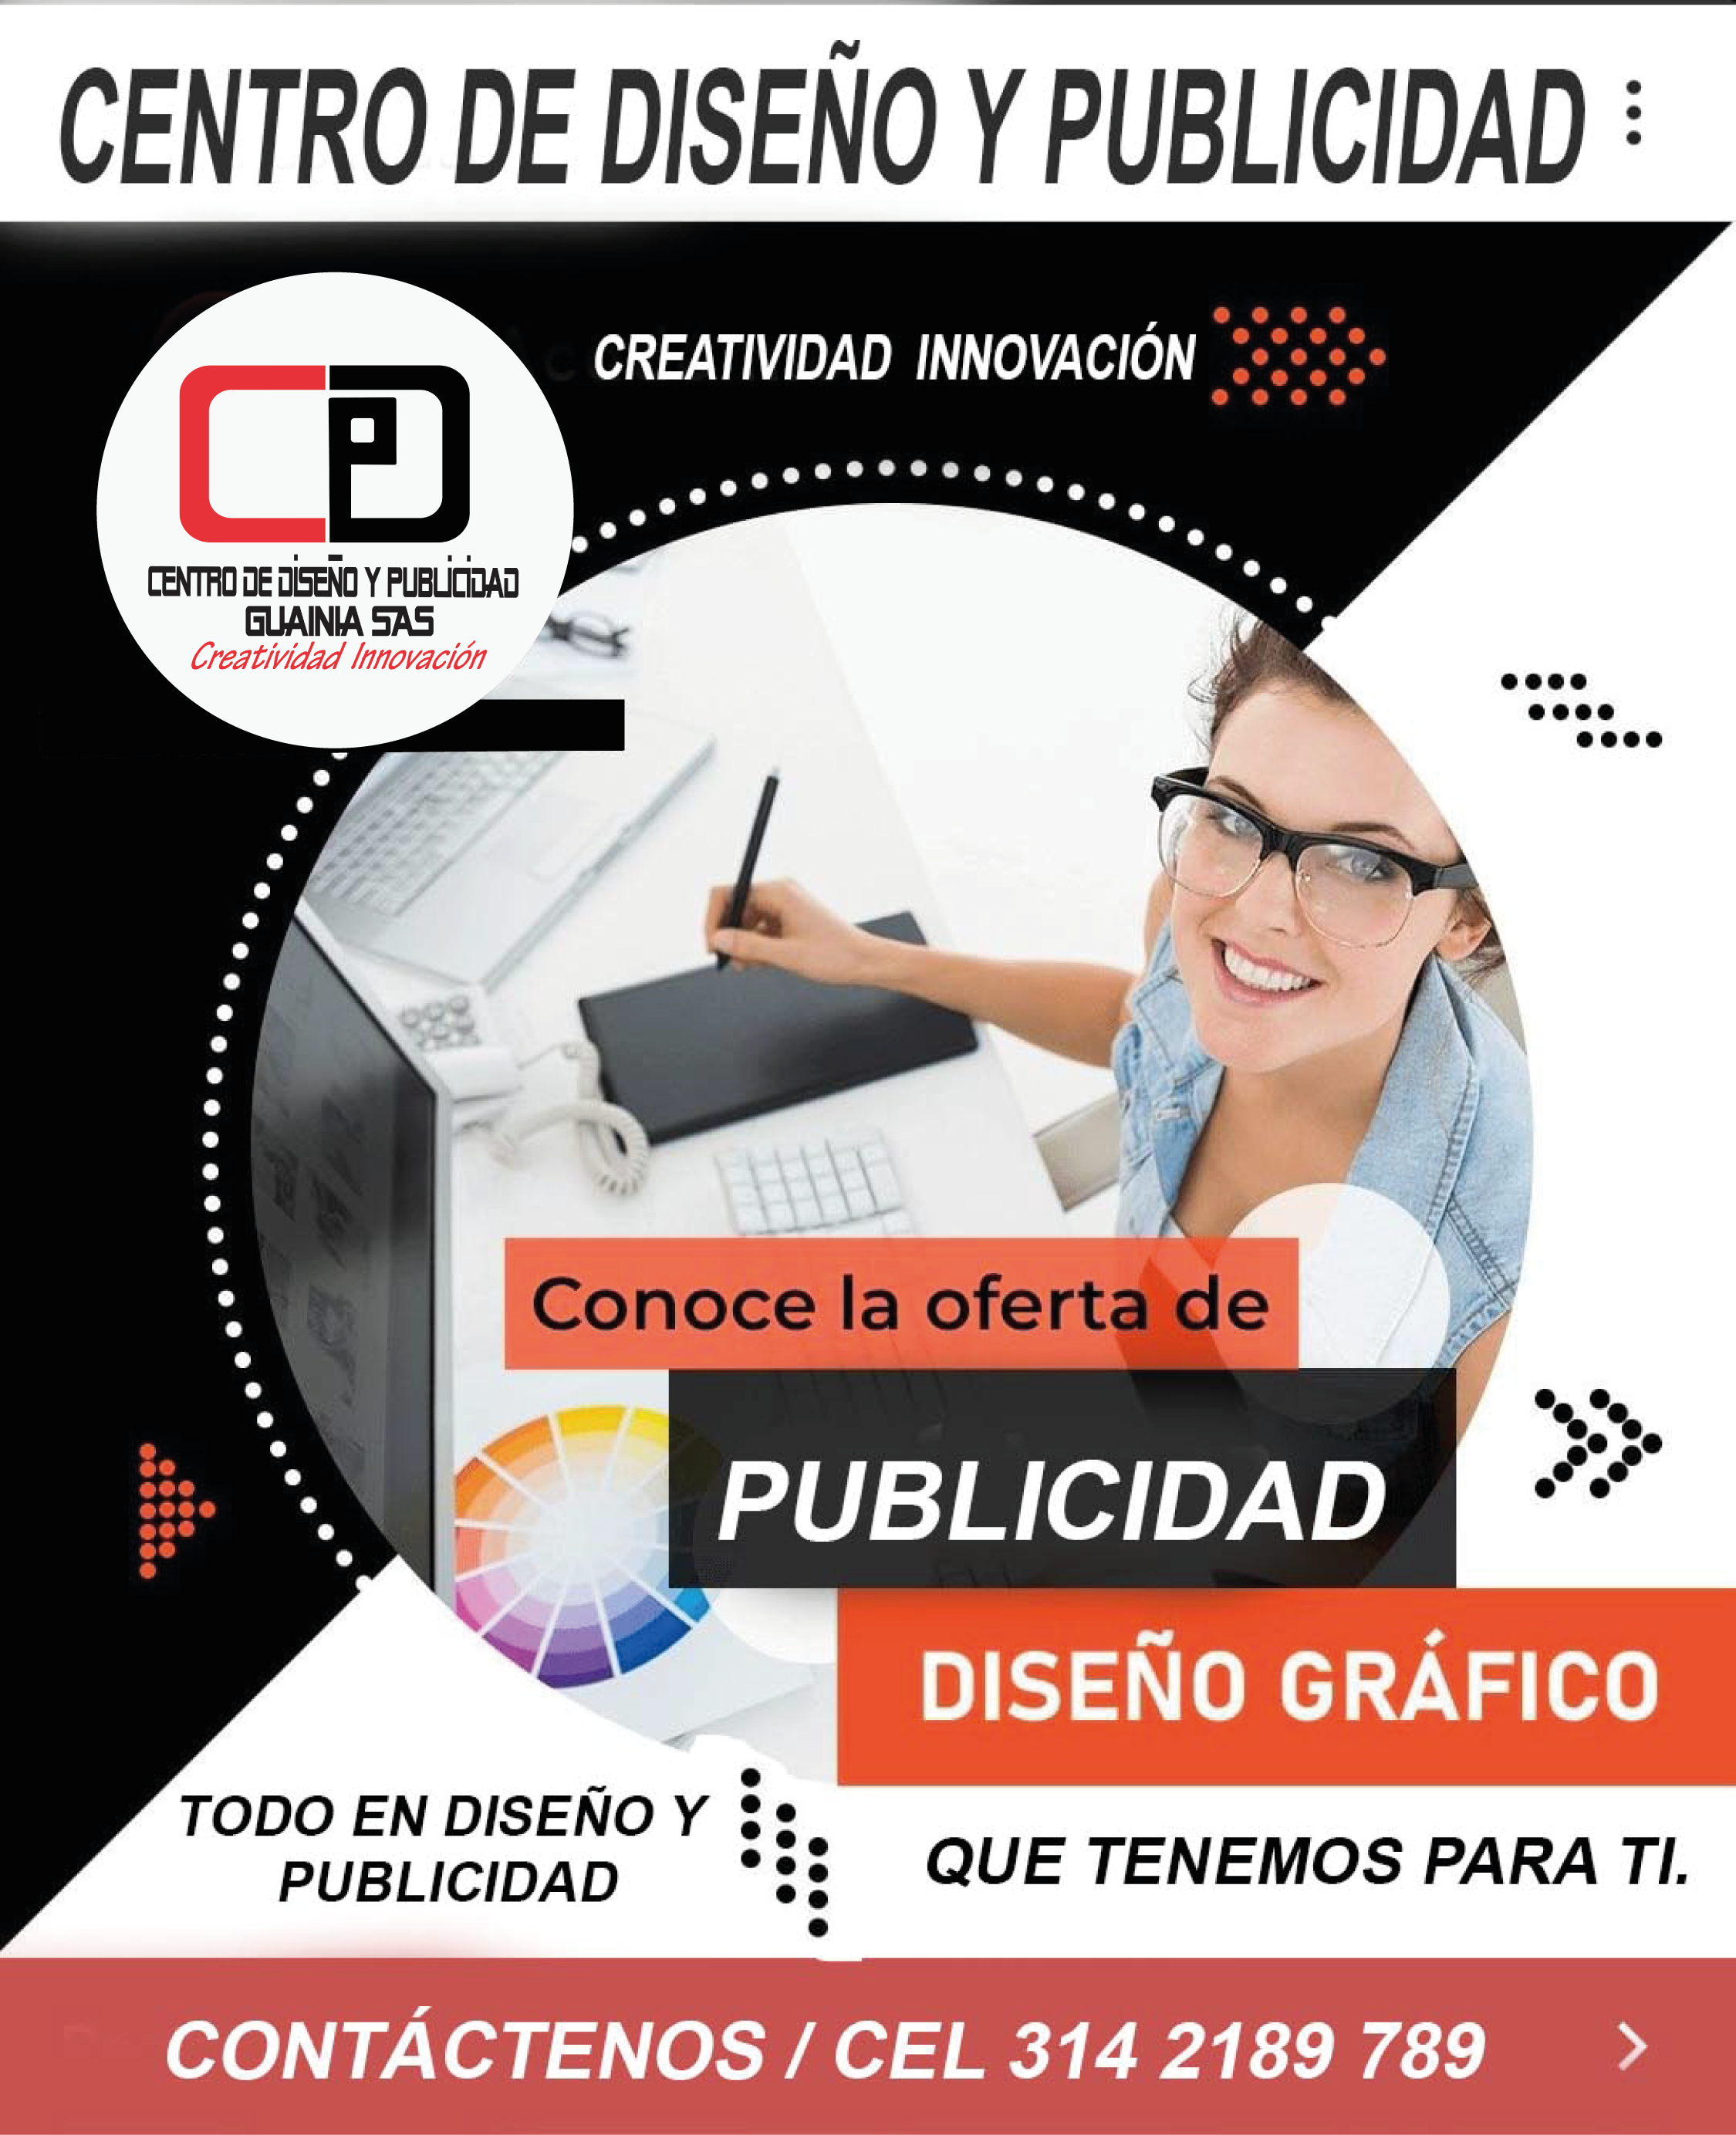 CENTRO DE DISEÑO Y PUBLICIDAD
CREATIVIDAD INNOVACIÓN
CPD
CENTRO DE DISEÑO Y PUBLICIDAD
GUAINIA SAS
Creatividad Innovación
Conoce la oferta de
PUBLICIDAD
DISEÑO GRÁFICO
TODO EN DISEÑO Y
PUBLICIDAD
QUE TENEMOS PARA TI.
CONTÁCTENOS / CEL 314 2189 789